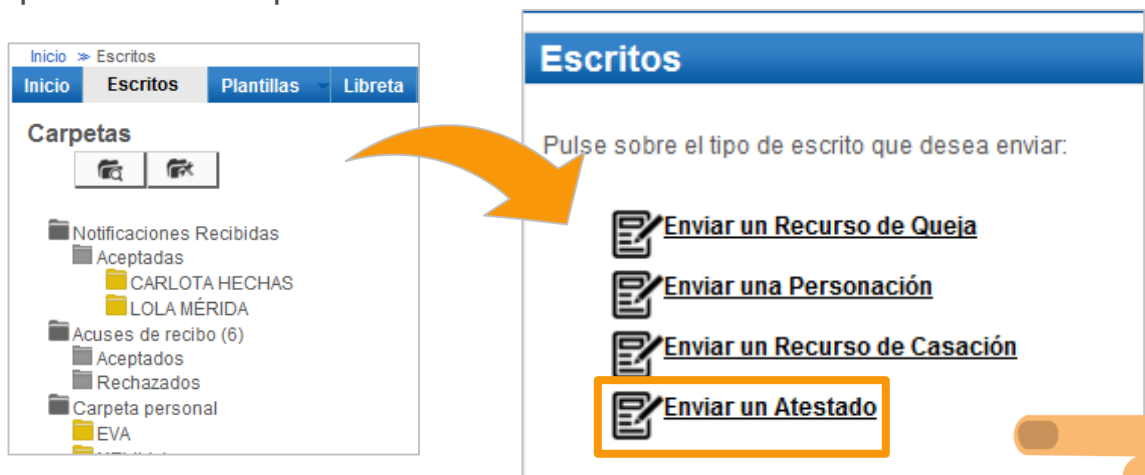 Inicio ≫ Escritos
Inicio Escritos Plantillas Libreta
Carpetas
Notificaciones Recibidas
Aceptadas
CARLOTA HECHAS
LOLA MÉRIDA
Acuses de recibo (6)
Aceptados
Rechazados
Carpeta personal
EVA
Escritos
Pulse sobre el tipo de escrito que desea enviar:
Enviar un Recurso de Queja
Enviar una Personación
Enviar un Recurso de Casación
Enviar un Atestado